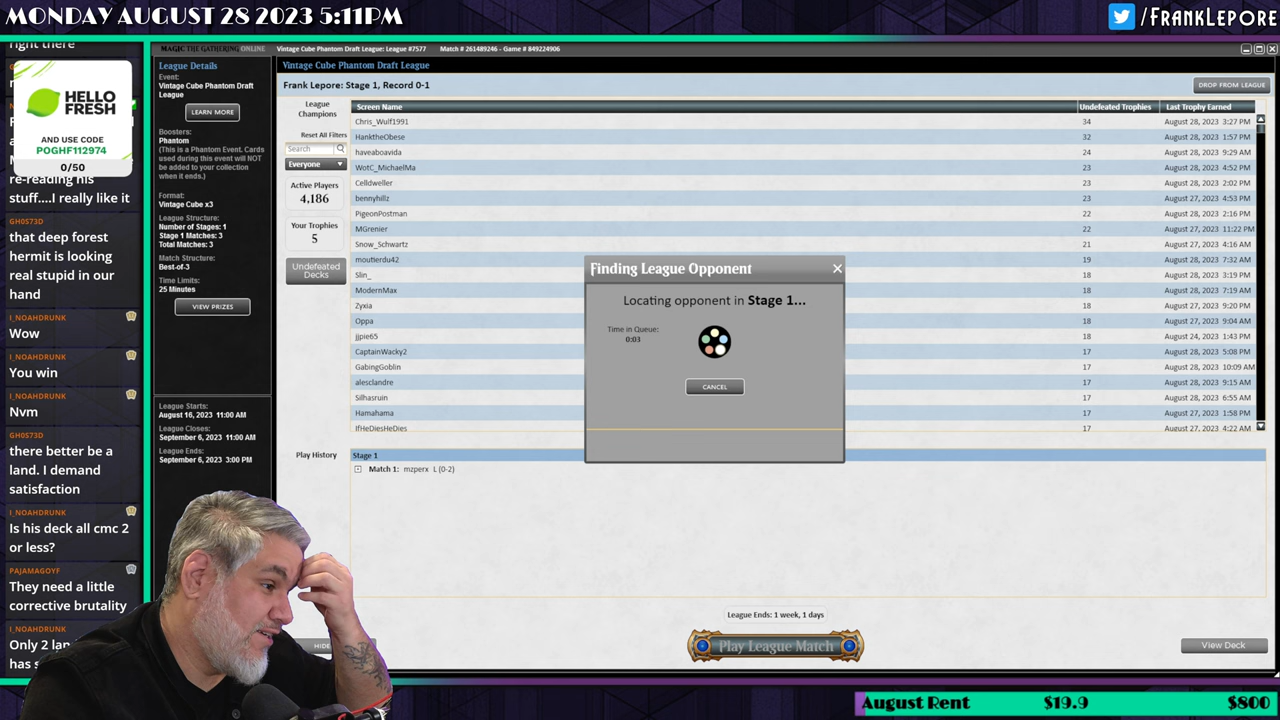 MONDAY AUGUST 28 2023 5:11PM
/FRANKLEPORE
right there
HELLO
FRESH
AND USE CODE
POGHF112974
0/50
re-reading his
stuff....I really like it
GH0S73D
that deep forest
hermit is looking
real stupid in our
hand
I_NOAHDRUNK
Wow
I_NOAHDRUNK
You win
I_NOAHDRUNK
Nvm
GH0S73D
there better be a
land. I demand
satisfaction
I_NOAHDRUNK
Is his deck all cmc 2
or less?
PAJAMAGOYF
They need a little
corrective brutality
I_NOAHDRUNK
Only 2
has
MAGIC THE GATHERING ONLINE
Vintage Cube Phantom Draft League: League #7577 Match # 261489246 - Game # 849224906
League Details
Event:
Vintage Cube Phantom Draft
League
LEARN MORE
Boosters:
Phantom
(This is a Phantom Event. Cards
used during this event will NOT
be added to your collection
when it ends.)
Format:
Vintage Cube x3
League Structure:
Number of Stages: 1
Stage 1 Matches: 3
Total Matches: 3
Match Structure:
Best-of-3
Time Limits:
25 Minutes
VIEW PRIZES
League Starts:
August 16, 2023 11:00 AM
League Closes:
September 6, 2023 11:00 AM
League Ends:
September 6, 2023 3:00 PM
Vintage Cube Phantom Draft League
Frank Lepore: Stage 1, Record 0-1
DROP FROM LEAGUE
League
Champions
Reset All Filters
Search
Everyone
Active Players
4,186
Your Trophies
5
Undefeated
Decks
Screen Name Undefeated Trophies Last Trophy Earned
Chris_Wulf1991 34 August 28, 2023 3:27 PM
HanktheObese 32 August 28, 2023 1:57 PM
haveaboavida 24 August 28, 2023 9:29 AM
WotC_MichaelMa 23 August 28, 2023 4:52 PM
Celldweller 23 August 28, 2023 2:02 PM
bennyhillz 23 August 27, 2023 4:53 PM
PigeonPostman 22 August 28, 2023 2:16 PM
MGrenier 22 August 27, 2023 11:22 PM
Snow_Schwartz 21 August 27, 2023 4:16 AM
moutierdu42 19 August 28, 2023 7:32 AM
Slin_ 18 August 28, 2023 3:19 PM
ModernMax 18 August 28, 2023 7:19 AM
Zyxia 18 August 27, 2023 9:20 PM
Oppa 18 August 27, 2023 9:04 AM
jjpie65 18 August 24, 2023 1:43 PM
CaptainWacky2 17 August 28, 2023 5:08 PM
GabingGoblin 17 August 28, 2023 10:09 AM
alesclandre 17 August 28, 2023 9:15 AM
Silhasruin 17 August 28, 2023 6:55 AM
Hamahama 17 August 27, 2023 1:58 PM
IfHeDiesHeDies 17 August 27, 2023 4:22 AM
Finding League Opponent
Locating opponent in Stage 1...
Time in Queue:
0:03
CANCEL
Play History
Stage 1
Match 1: mzperx L (0-2)
League Ends: 1 week, 1 days
HIDE
Play League Match
View Deck
August Rent $19.9 $800